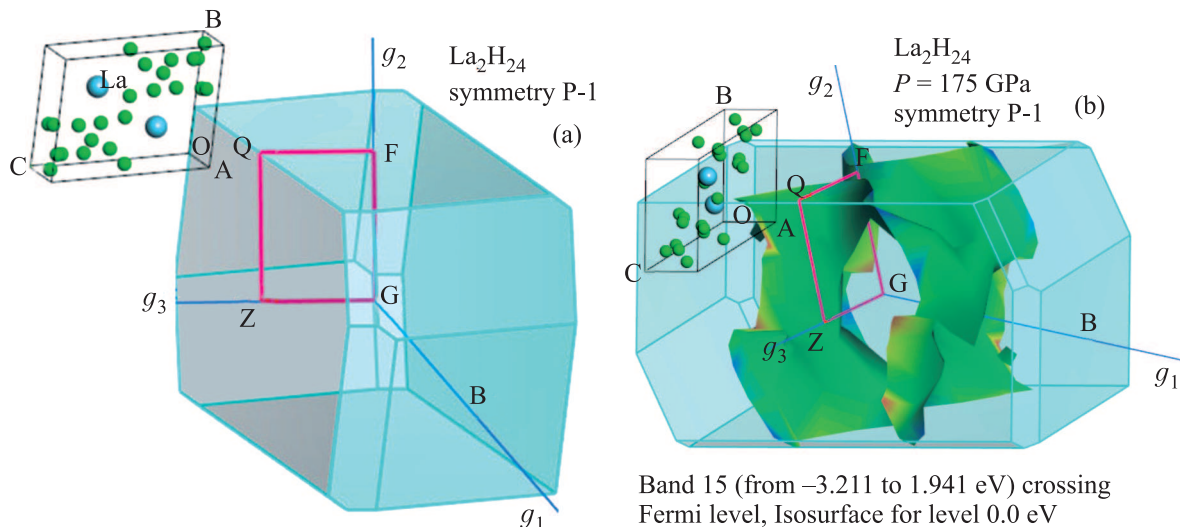 B
La
O
C
A
g2
La2H24
symmetry P-1
(a)
Q
F
g3
Z
G
B
g1
La2H24
P = 175 GPa
symmetry P-1
(b)
g2
B
F
Q
O
A
C
G
B
g3
Z
g1
Band 15 (from –3.211 to 1.941 eV) crossing
Fermi level, Isosurface for level 0.0 eV